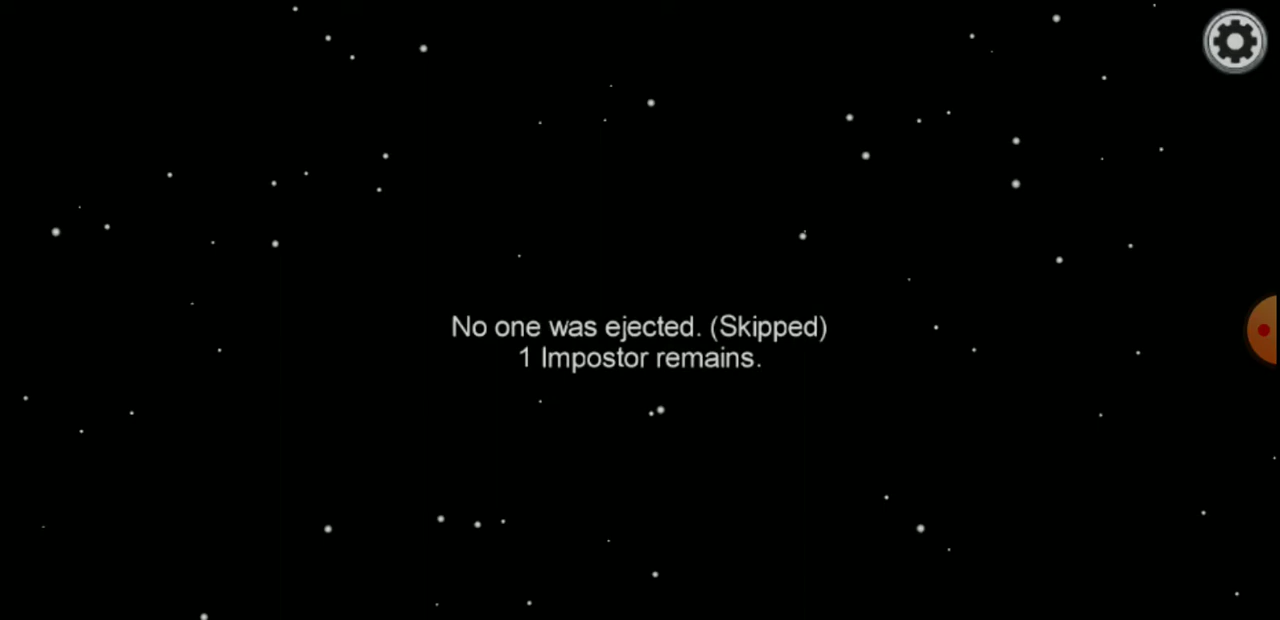 No one was ejected. (Skipped)
1 Impostor remains.